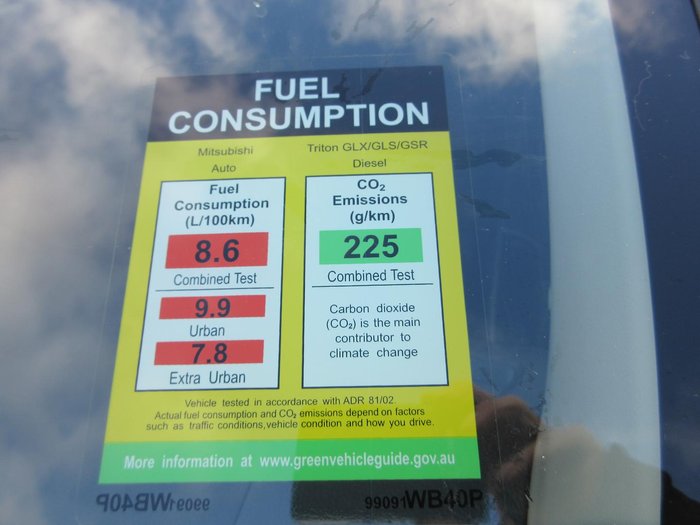 FUEL
CONSUMPTION
Mitsubishi
Auto
Triton GLX/GLS/GSR
Diesel
Fuel
Consumption
(L/100km)
8.6
Combined Test
9.9
Urban
7.8
Extra Urban
CO₂
Emissions
(g/km)
225
Combined Test
Carbon dioxide
(CO₂) is the main
contributor to
climate change
Vehicle tested in accordance with ADR 81/02.
Actual fuel consumption and CO₂ emissions depend on factors
such as traffic conditions,vehicle condition and how you drive.
More information at www.greenvehicleguide.gov.au
99091WB40P
99091WB40P